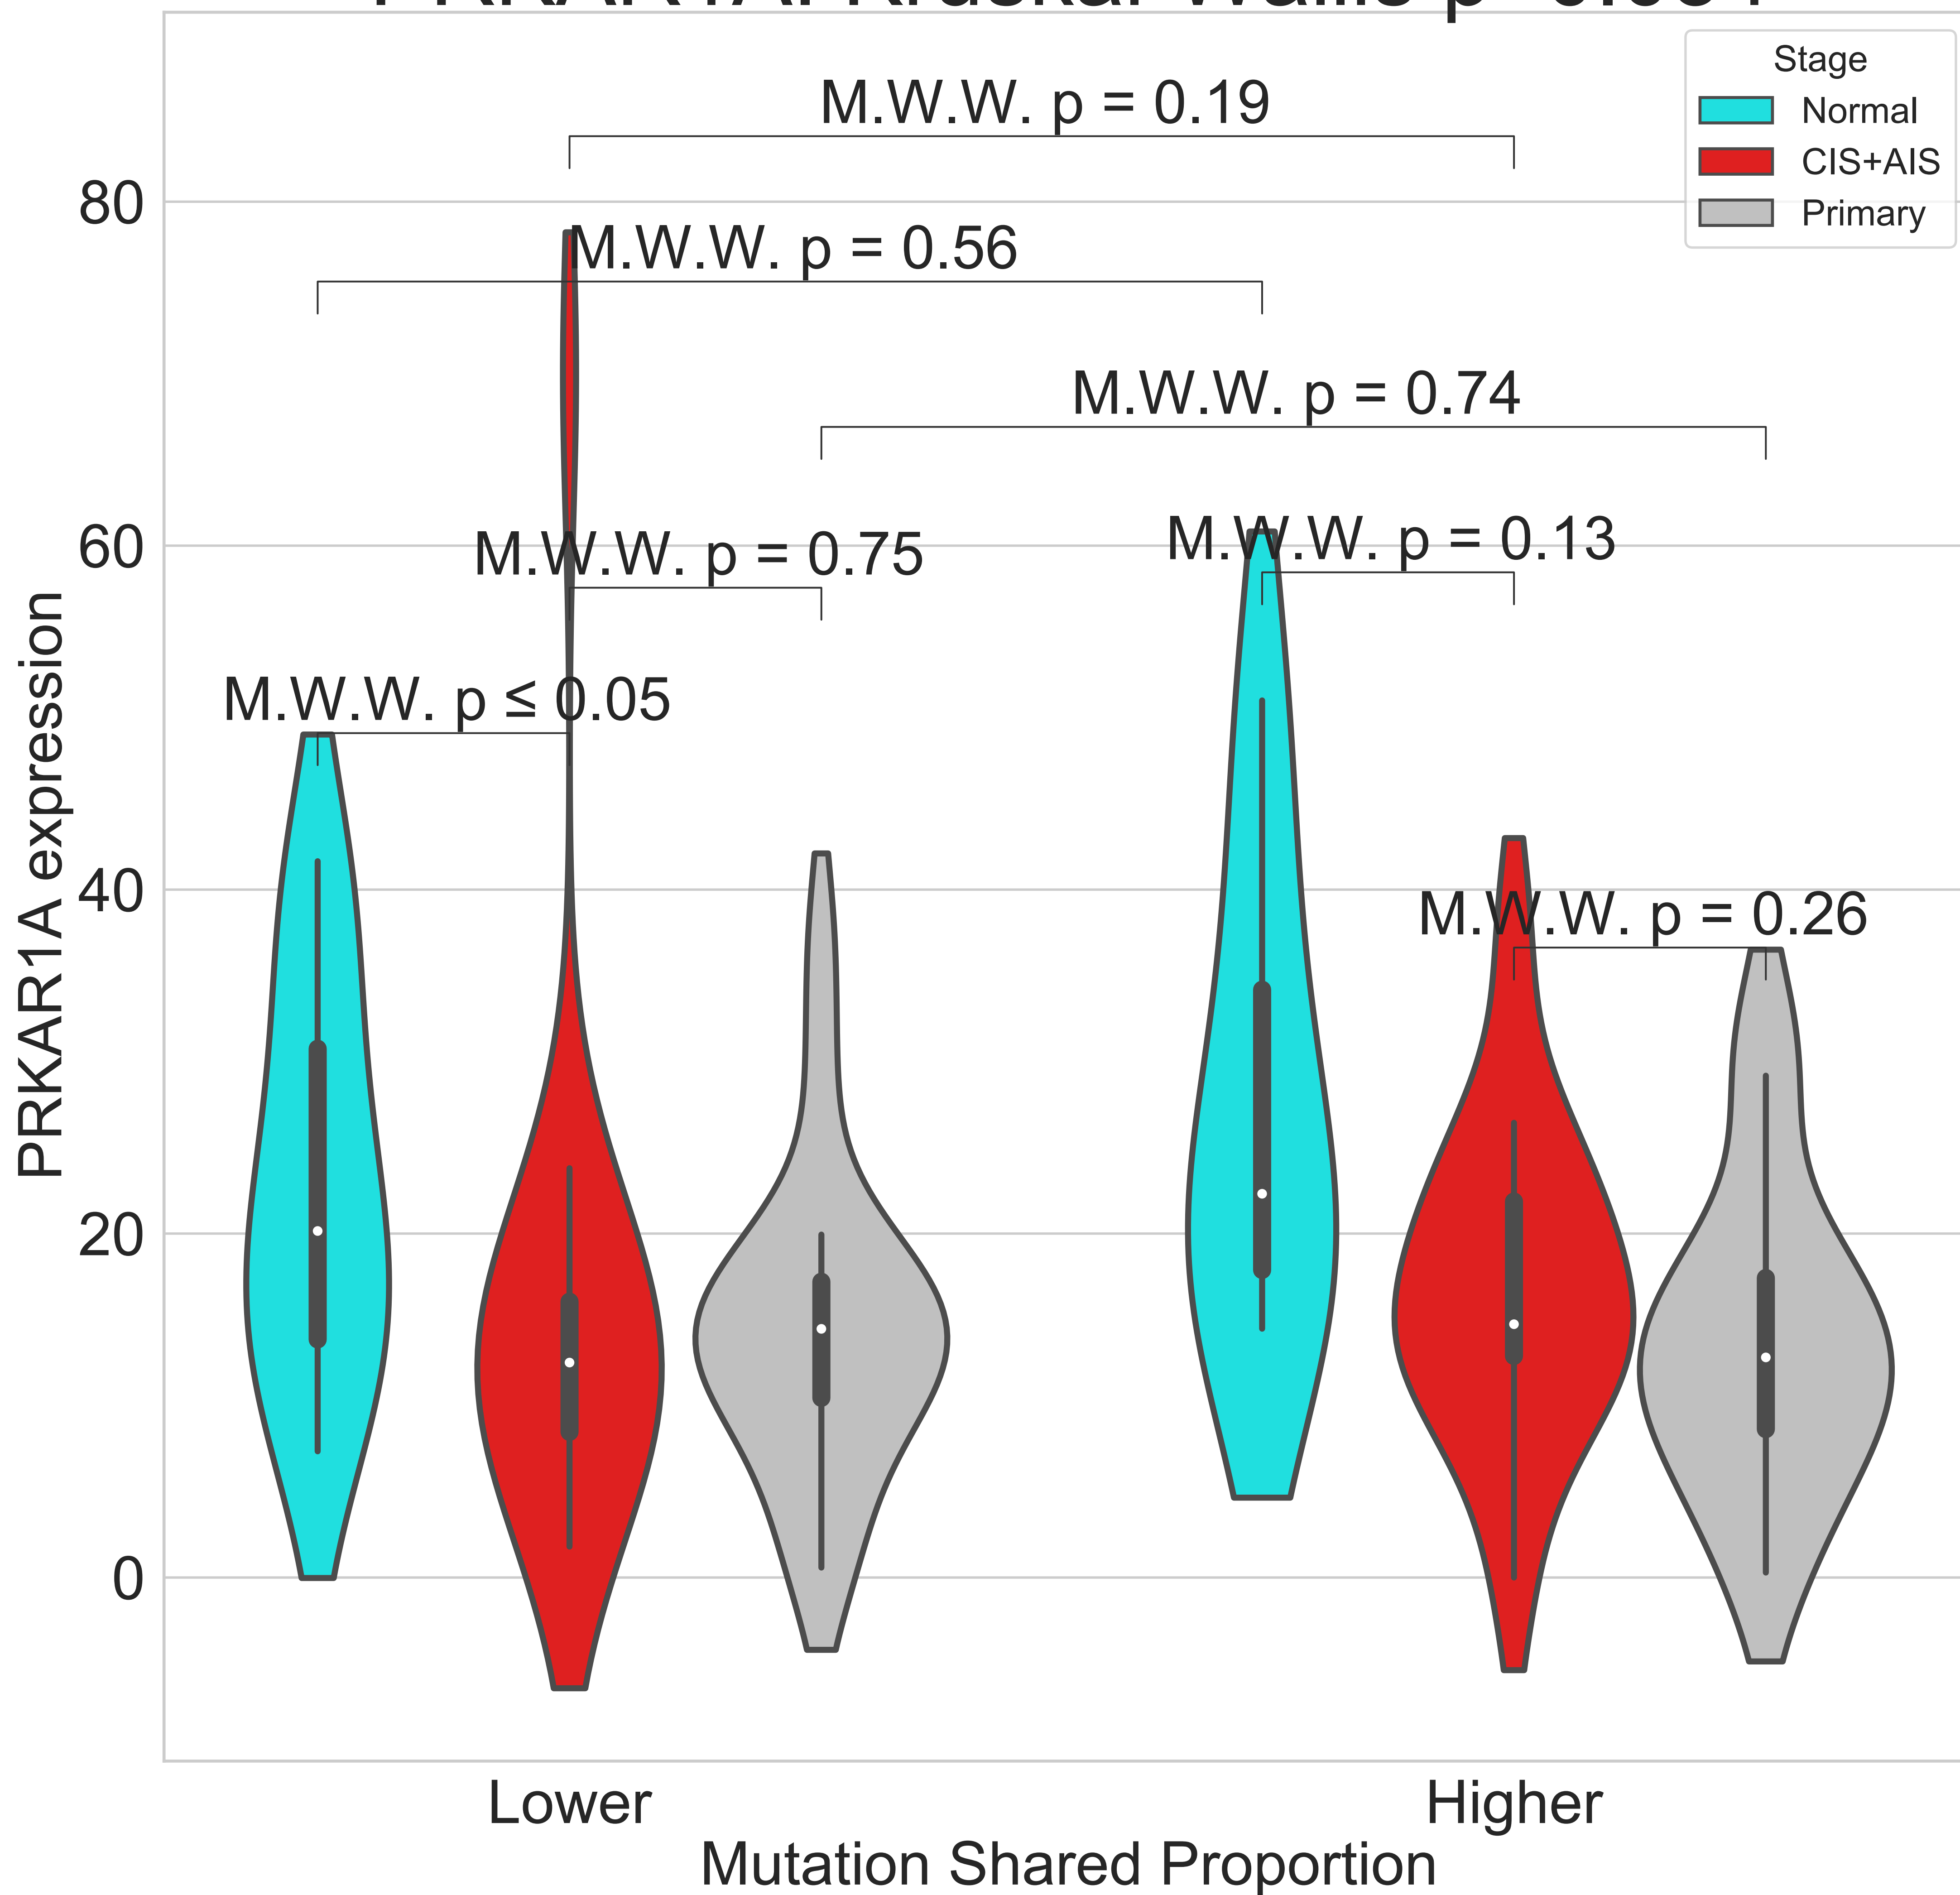 Stage
Normal
CIS+AIS
Primary
M.W.W. p = 0.19
M.W.W. p = 0.56
M.W.W. p = 0.74
M.W.W. p = 0.75
M.W.W. p = 0.13
M.W.W. p ≤ 0.05
M.W.W. p = 0.26
80
60
40
20
0
PRKAR1A expression
Lower
Higher
Mutation Shared Proportion